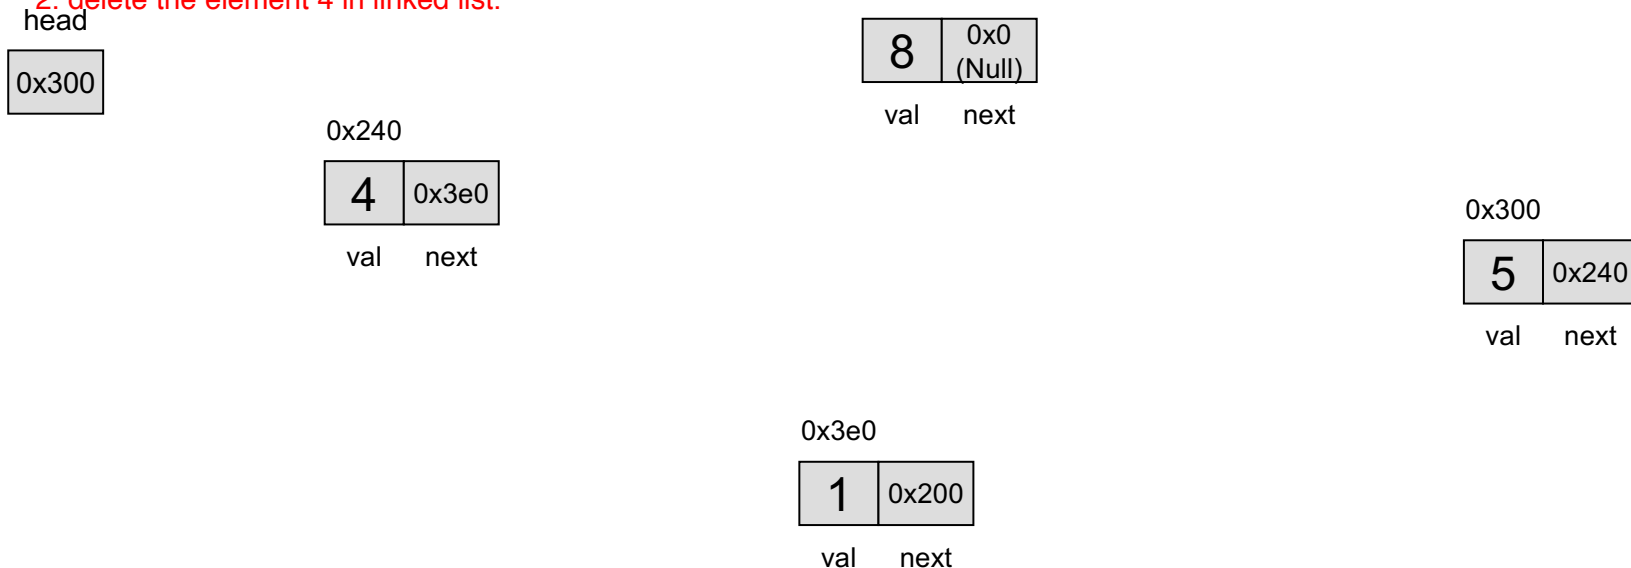 2. delete the element 4 in linked list.
head
0x300
8
0x0
(Null)
val next
0x240
4
0x3e0
val next
0x300
5
0x240
val next
0x3e0
1
0x200
val next